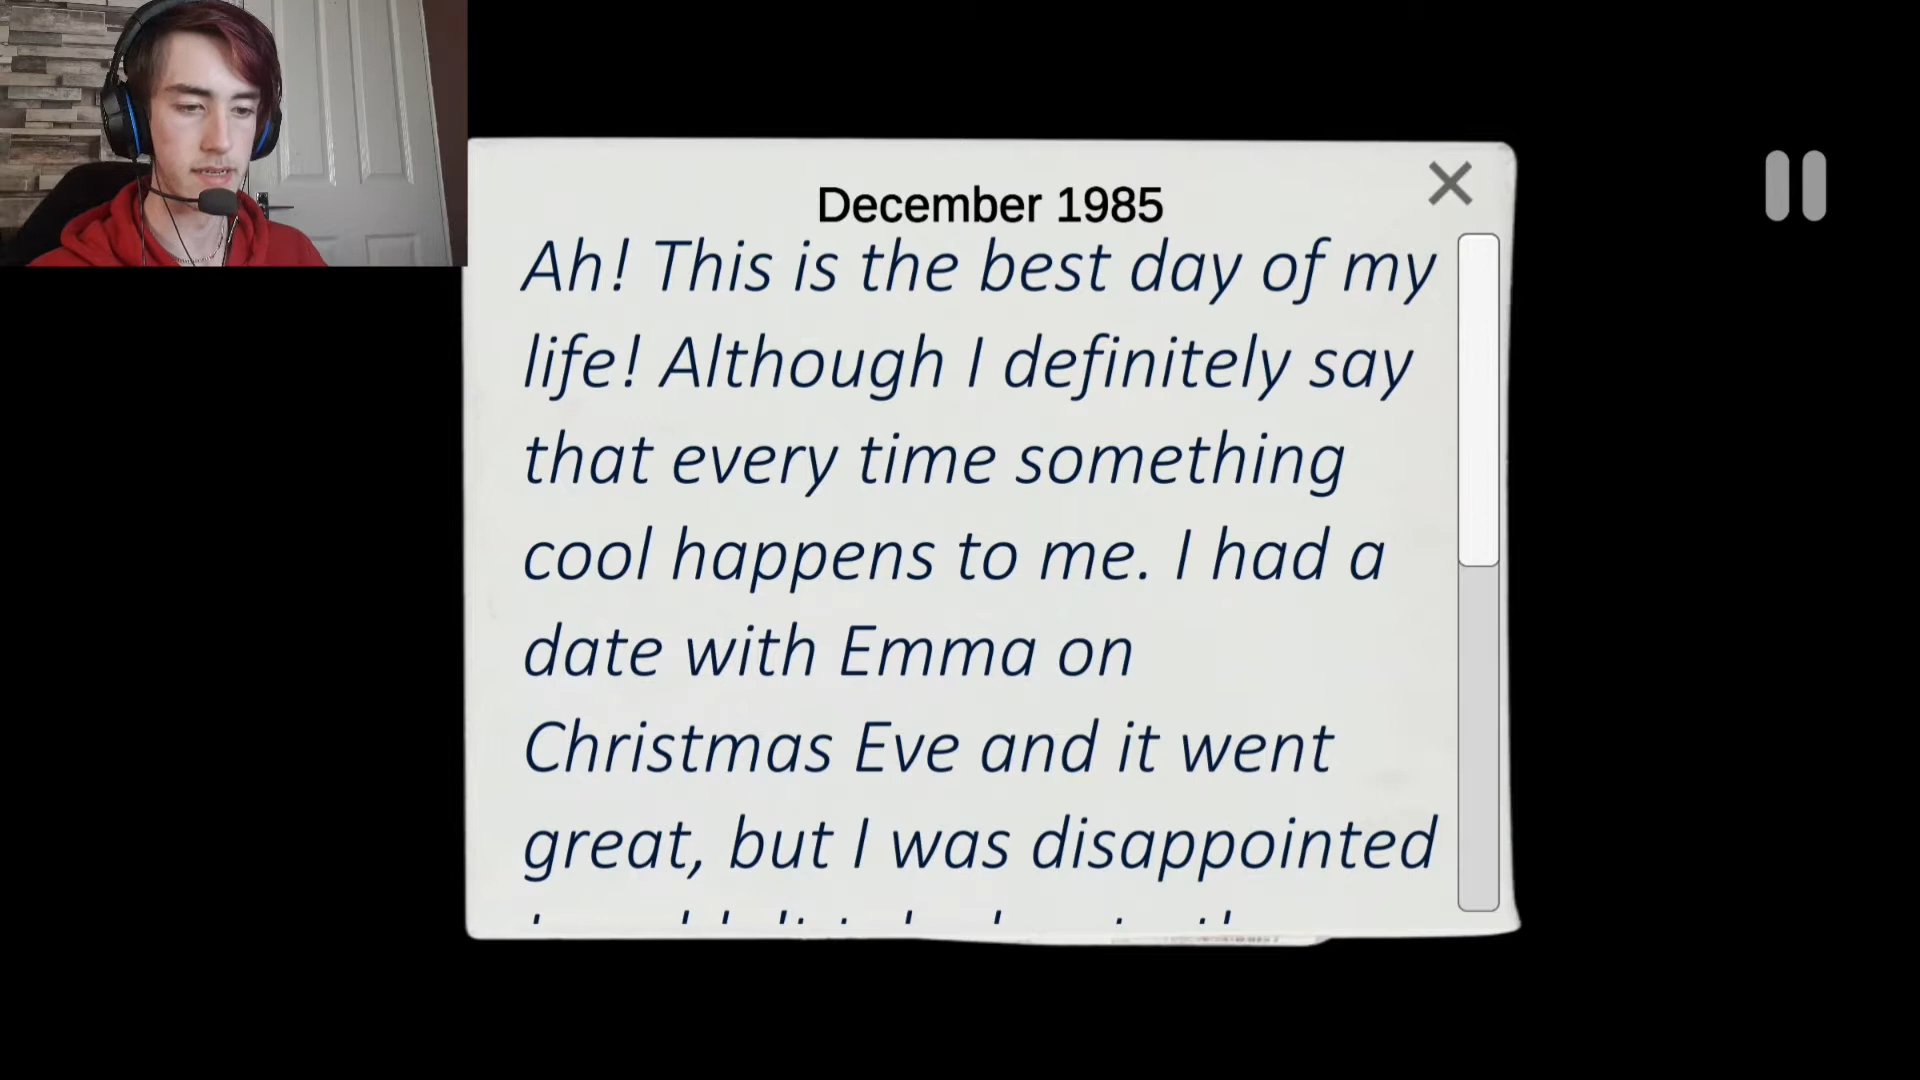 December 1985
Ah! This is the best day of my
life! Although I definitely say
that every time something
cool happens to me. I had a
date with Emma on
Christmas Eve and it went
great, but I was disappointed